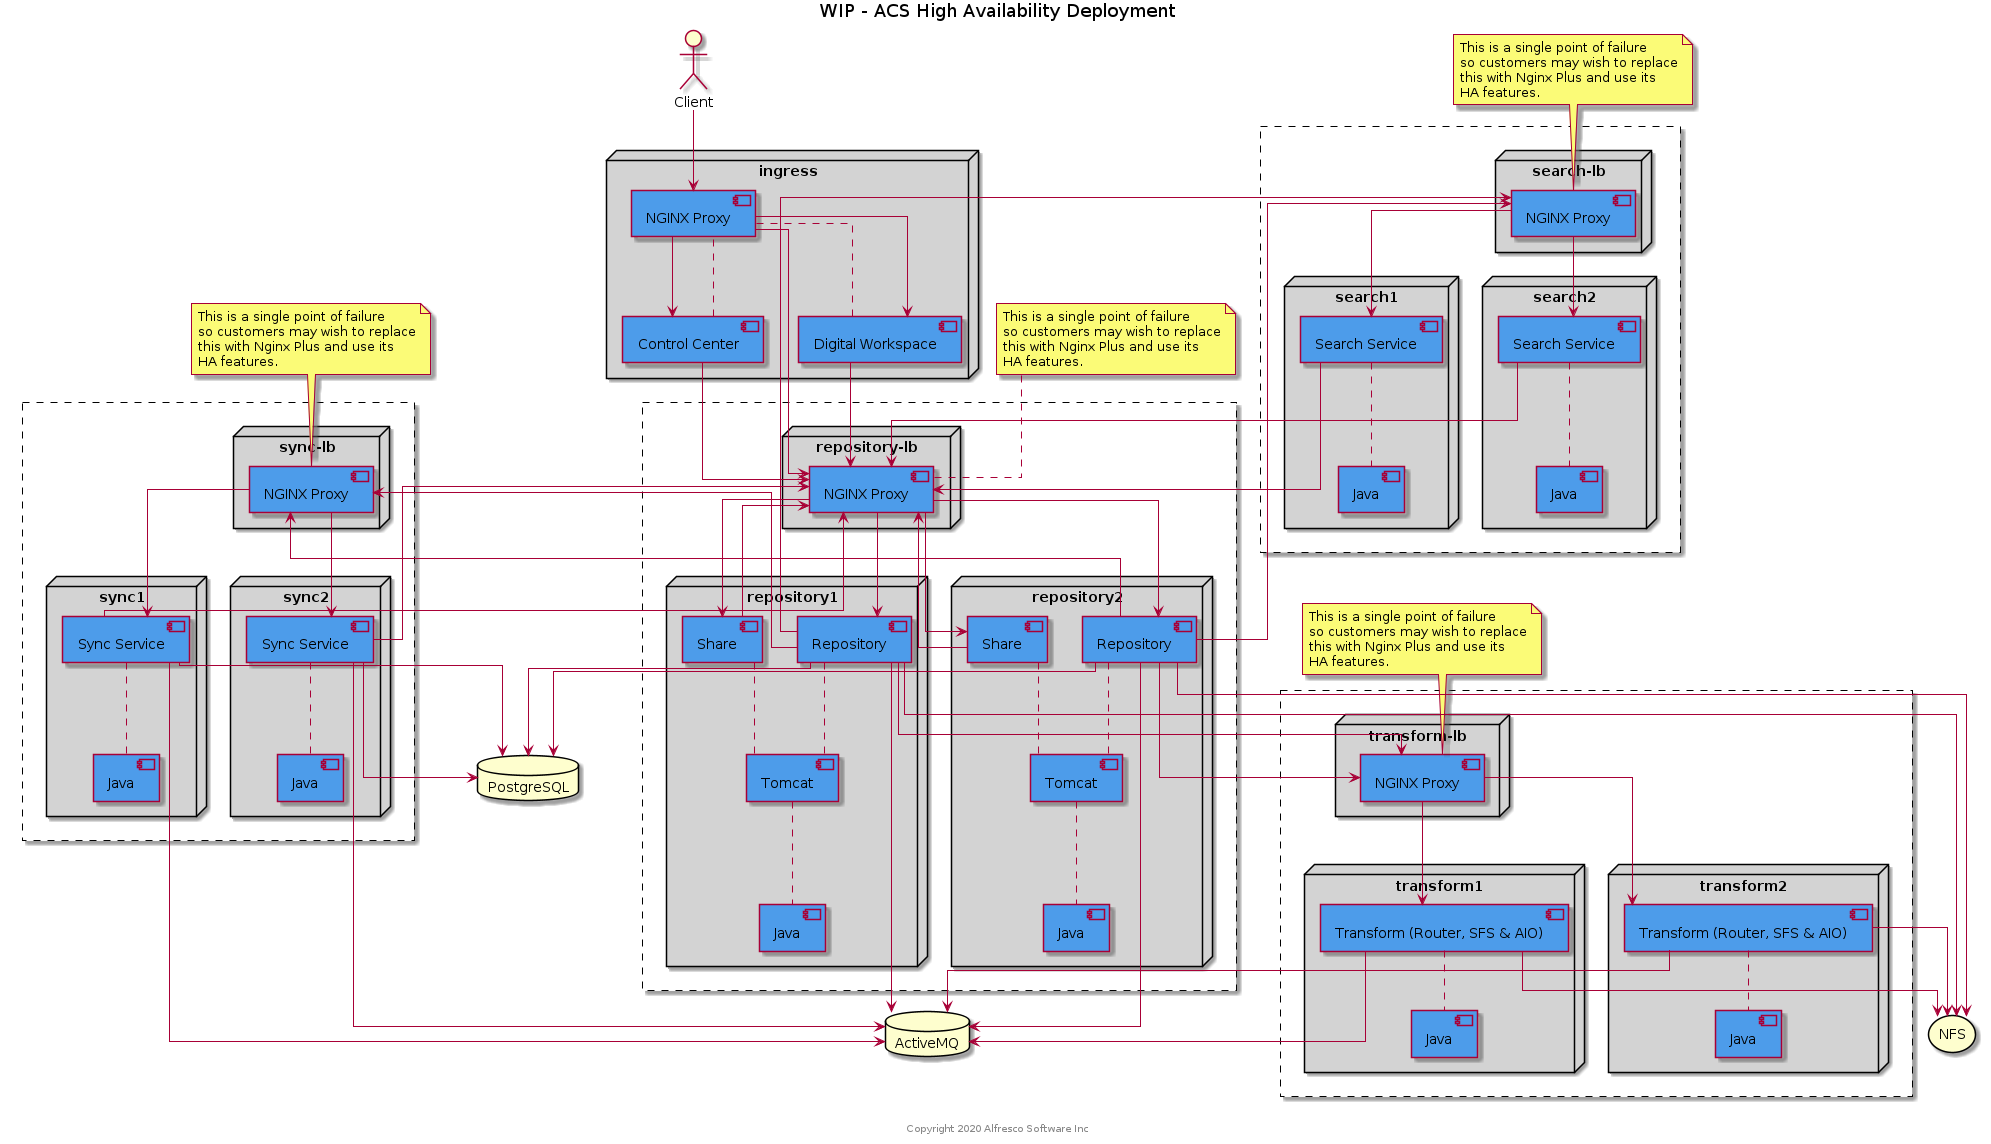 WIP - ACS High Availability Deployment
Client
This is a single point of failure
so customers may wish to replace
this with Nginx Plus and use its
HA features.
ingress
NGINX Proxy
Control Center
Digital Workspace
search-lb
NGINX Proxy
search1
Search Service
Java
search2
Search Service
Java
This is a single point of failure
so customers may wish to replace
this with Nginx Plus and use its
HA features.
sync-lb
NGINX Proxy
This is a single point of failure
so customers may wish to replace
this with Nginx Plus and use its
HA features.
repository-lb
NGINX Proxy
sync1
Sync Service
Java
sync2
Sync Service
Java
PostgreSQL
repository1
Share
Repository
Tomcat
Java
repository2
Share
Repository
Tomcat
Java
This is a single point of failure
so customers may wish to replace
this with Nginx Plus and use its
HA features.
transform-lb
NGINX Proxy
transform1
Transform (Router, SFS & AIO)
Java
transform2
Transform (Router, SFS & AIO)
Java
ActiveMQ
NFS
Copyright 2020 Alfresco Software Inc